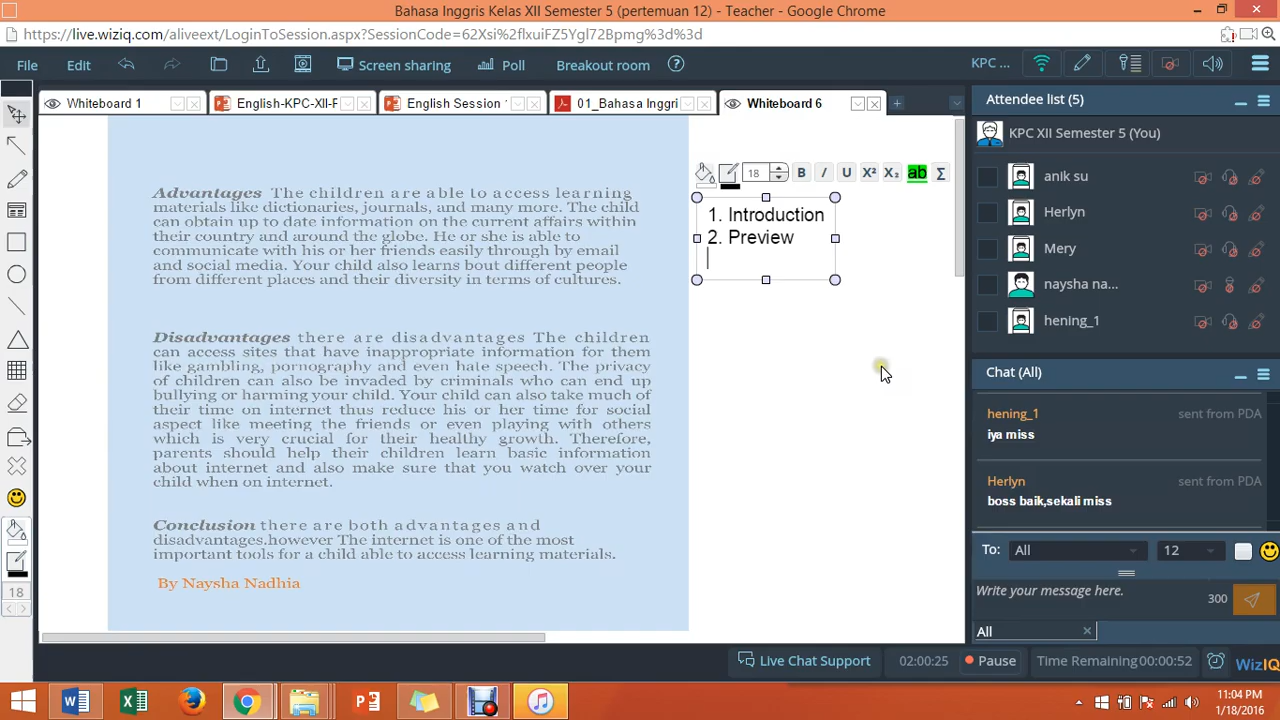 Bahasa Inggris Kelas XII Semester 5 (pertemuan 12) - Teacher - Google Chrome
https://live.wiziq.com/aliveext/LoginToSession.aspx?SessionCode=62Xsi%2flxuiFZ5Ygl72Bpmg%3d%3d
File Edit Screen sharing Poll Breakout room ? KPC ...
Whiteboard 1 English-KPC-XII-F English Session 01_Bahasa Inggri Whiteboard 6 +
Attendee list (5)
KPC XII Semester 5 (You)
anik su
Herlyn
Mery
naysha na...
hening_1
18 B / U X² X₂ ab Σ
1. Introduction
2. Preview
Advantages The children are able to access learning
materials like dictionaries, journals, and many more. The child
can obtain up to date information on the current affairs within
their country and around the globe. He or she is able to
communicate with his or her friends easily through by email
and social media. Your child also learns bout different people
from different places and their diversity in terms of cultures.
Disadvantages there are disadvantages The children
can access sites that have inappropriate information for them
like gambling, pornography and even hate speech. The privacy
of children can also be invaded by criminals who can end up
bullying or harming your child. Your child can also take much of
their time on internet thus reduce his or her time for social
aspect like meeting the friends or even playing with others
which is very crucial for their healthy growth. Therefore,
parents should help their children learn basic information
about internet and also make sure that you watch over your
child when on internet.
Conclusion there are both advantages and
disadvantages.however The internet is one of the most
important tools for a child able to access learning materials.
By Naysha Nadhia
18
Chat (All)
hening_1 sent from PDA
iya miss
Herlyn sent from PDA
boss baik,sekali miss
To: All 12
Write your message here. 300
All
Live Chat Support 02:00:25 Pause Time Remaining 00:00:52 WizIQ
11:04 PM
1/18/2016